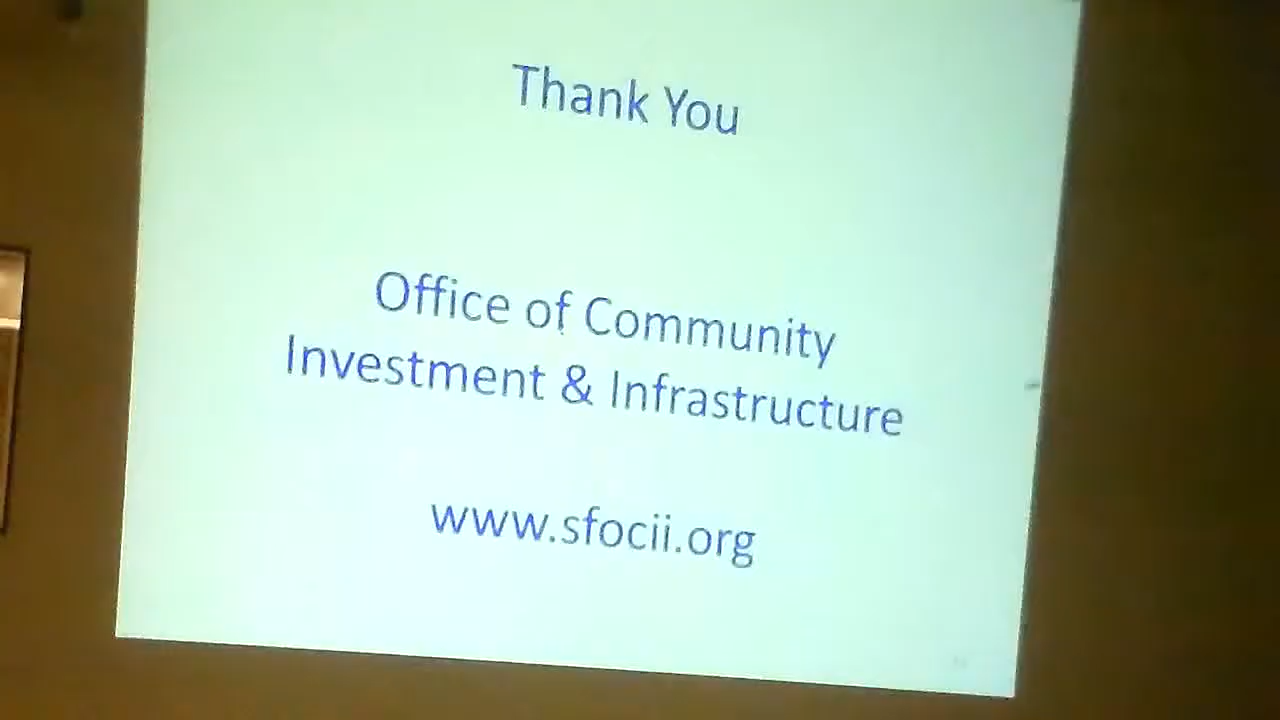 Thank You
Office of Community
Investment & Infrastructure
www.sfocii.org